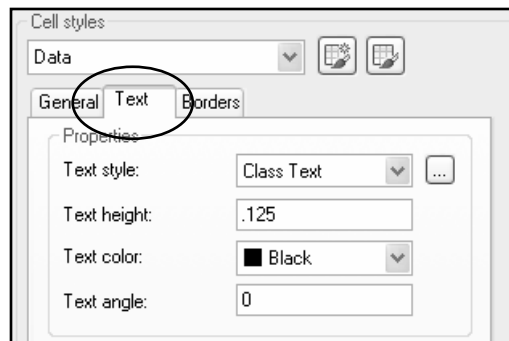 Cell styles
Data
General Text Borders
Properties
Text style: Class Text ...
Text height: .125
Text color: Black
Text angle: 0